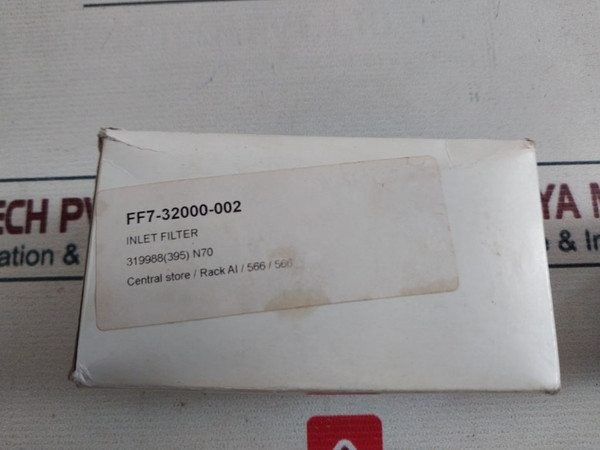 FF7-32000-002
INLET FILTER
319988(395) N70
Central store / Rack AI / 566 / 566
ECH PV
YA M
ation &
e & In